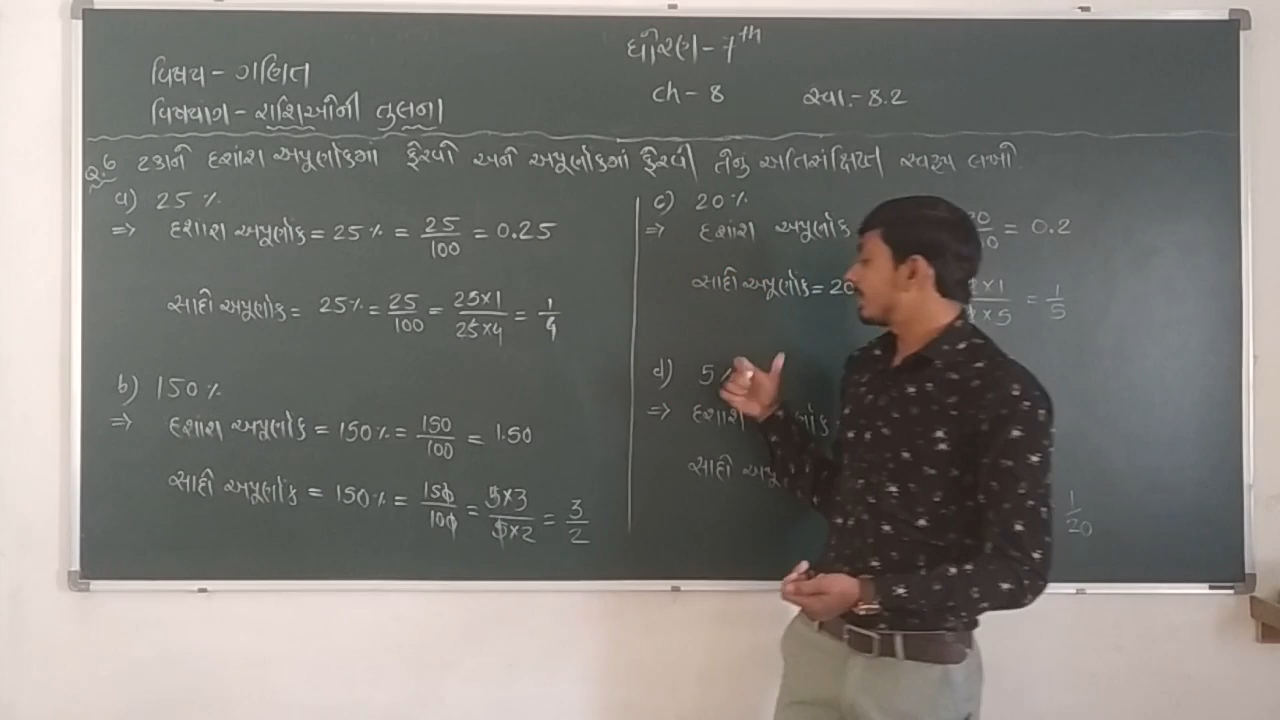 ધોરણ - 7th
વિષય - ગણિત
ch - 8 સ્વા. - 8.2
વિષયાંગ - રાશિઓની તુલના
Q.6 ટકાને દશાંશ અપૂર્ણાંકમાં ફેરવો અને અપૂર્ણાંકમાં ફેરવી તેનું અતિસંક્ષિપ્ત સ્વરૂપ લખો.
a) 25 %
=> દશાંશ અપૂર્ણાંક = 25 % = 25/100 = 0.25
સાદો અપૂર્ણાંક = 25% = 25/100 = 25×1/25×4 = 1/4
b) 150 %
=> દશાંશ અપૂર્ણાંક = 150 % = 150/100 = 1.50
સાદો અપૂર્ણાંક = 150 % = 150/100 = 5×3/5×2 = 3/2
c) 20 %
=> દશાંશ અપૂર્ણાંક = 0.2
સાદો અપૂર્ણાંક = 20 = 1/5
d) 5 %
=> દશાંશ
સાદો 1/20